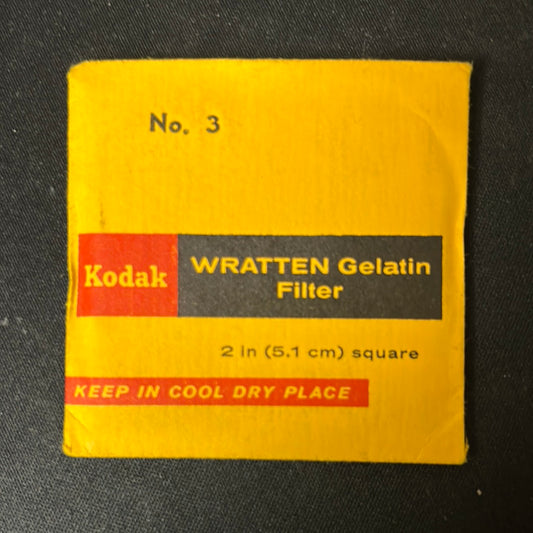 No. 3
Kodak
WRATTEN Gelatin
Filter
2 in (5.1 cm) square
KEEP IN COOL DRY PLACE